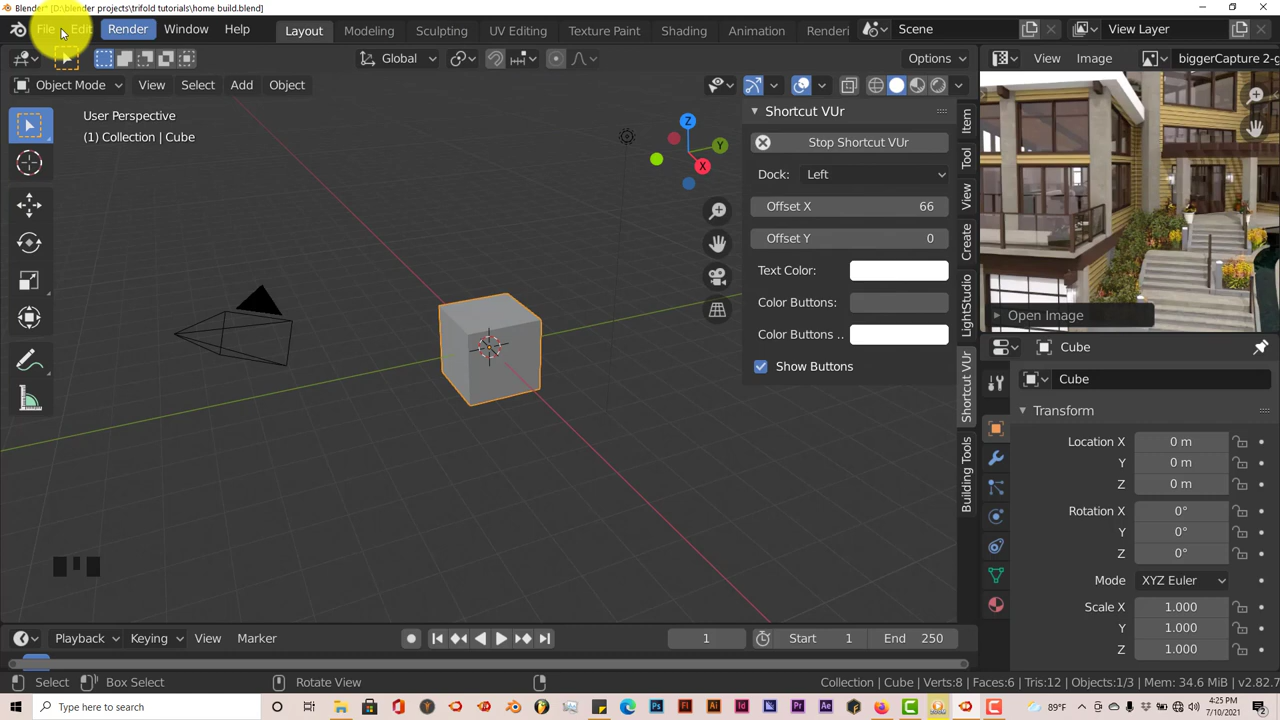 Blender* [D:\blender projects\trifold tutorials\home build.blend]
File Edit Render Window Help Layout Modeling Sculpting UV Editing Texture Paint Shading Animation Renderi Scene View Layer
Global Options View Image biggerCapture 2-g
Object Mode View Select Add Object
User Perspective
(1) Collection | Cube
Z
Y
X
Shortcut VUr
Stop Shortcut VUr
Dock: Left
Offset X 66
Offset Y 0
Text Color:
Color Buttons:
Color Buttons ..
Show Buttons
Item
Tool
View
Create
LightStudio
Shortcut VUr
Building Tools
Open Image
Cube
Cube
Transform
Location X 0 m
Y 0 m
Z 0 m
Rotation X 0°
Y 0°
Z 0°
Mode XYZ Euler
Scale X 1.000
Y 1.000
Z 1.000
Playback Keying View Marker 1 Start 1 End 250
Select Box Select Rotate View Collection | Cube | Verts:8 | Faces:6 | Tris:12 | Objects:1/3 | Mem: 34.6 MiB | v2.82.7
Type here to search
89°F
4:25 PM
7/10/2021